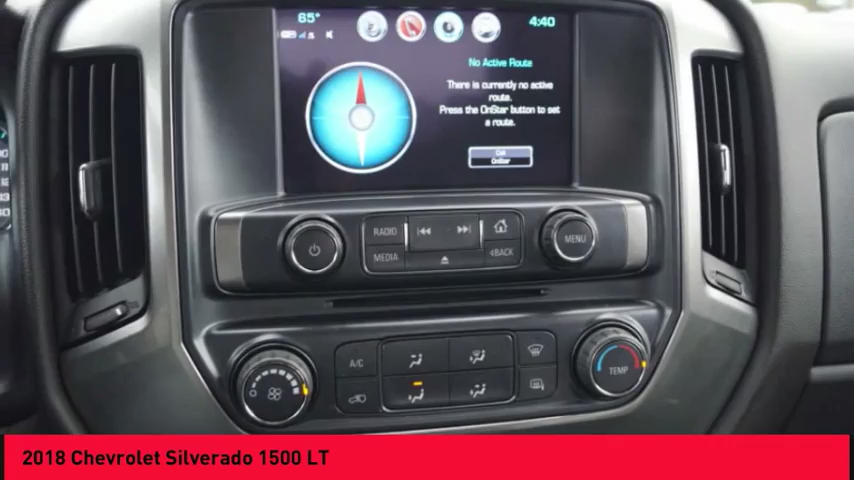 65°
4:40
No Active Route
There is currently no active
route.
Press the OnStar button to set
a route.
Call
OnStar
RADIO
MEDIA
BACK
MENU
A/C
TEMP
2018 Chevrolet Silverado 1500 LT